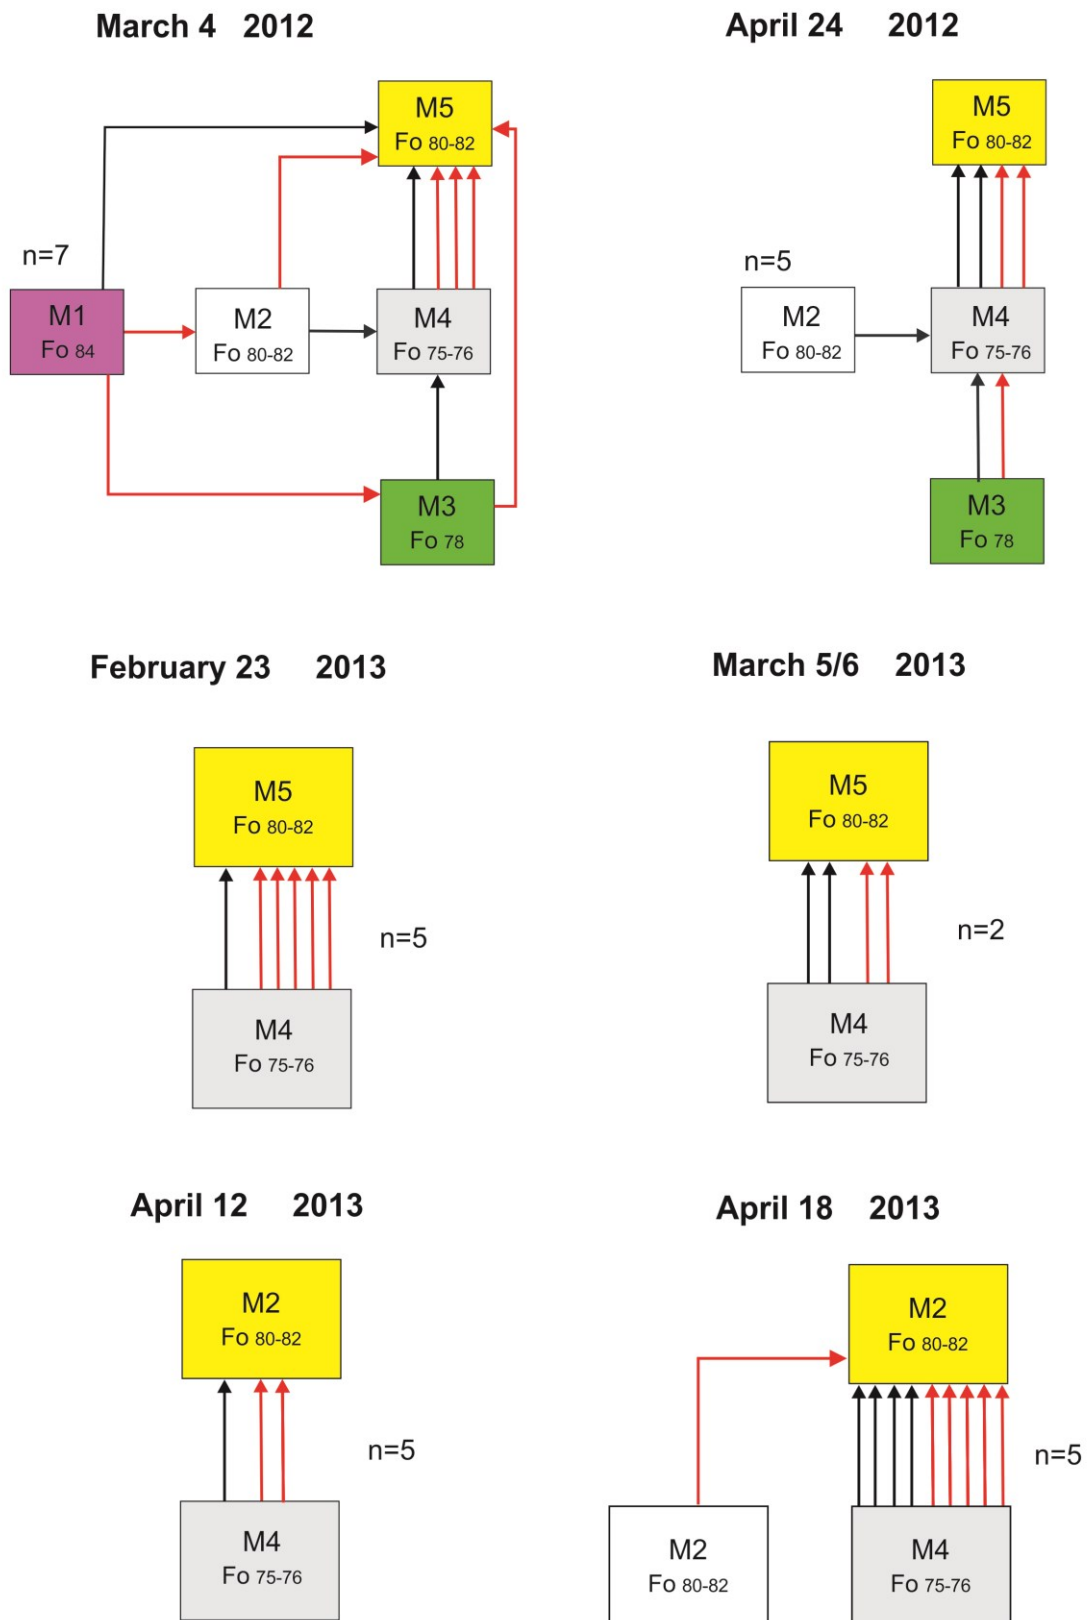 March 4 2012
M5
Fo 80-82
n=7
M1
Fo 84
M2
Fo 80-82
M4
Fo 75-76
M3
Fo 78
April 24 2012
M5
Fo 80-82
n=5
M2
Fo 80-82
M4
Fo 75-76
M3
Fo 78
February 23 2013
M5
Fo 80-82
n=5
M4
Fo 75-76
March 5/6 2013
M5
Fo 80-82
n=2
M4
Fo 75-76
April 12 2013
M2
Fo 80-82
n=5
M4
Fo 75-76
April 18 2013
M2
Fo 80-82
n=5
M2
Fo 80-82
M4
Fo 75-76